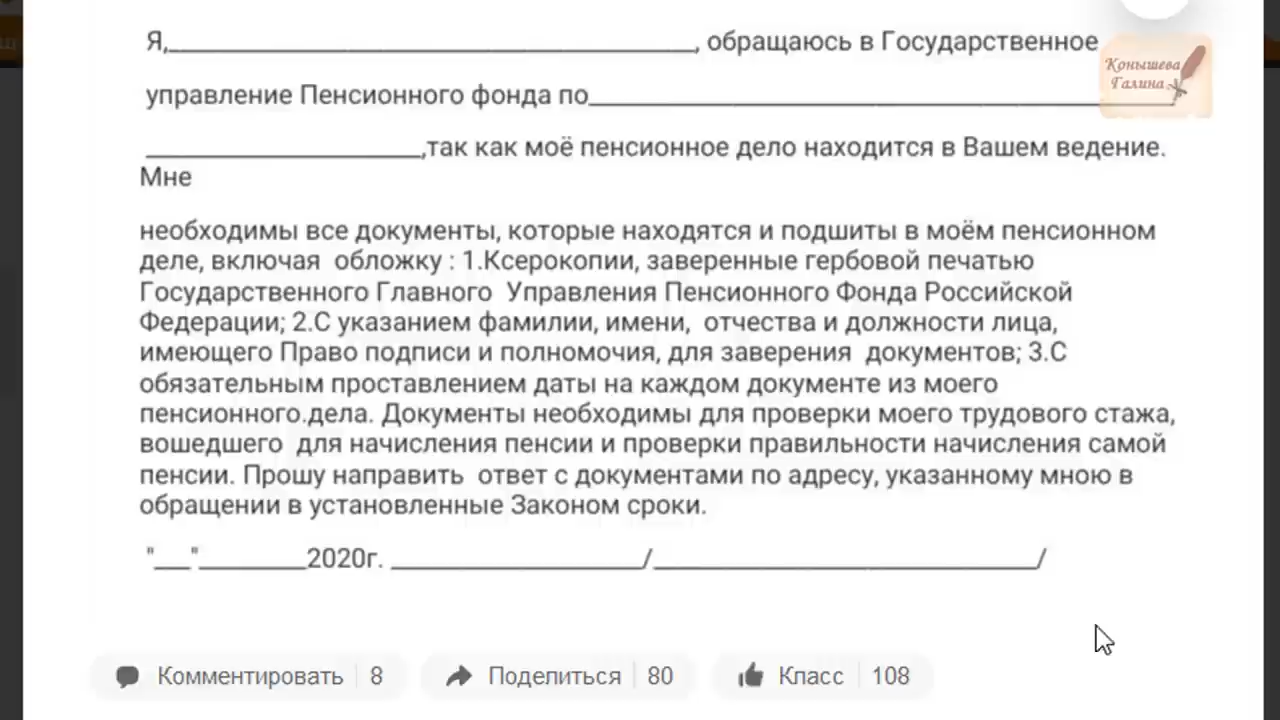 Я,______________________________________, обращаюсь в Государственное
Конышева
Галина
управление Пенсионного фонда по__________________________________________,
____________________,так как моё пенсионное дело находится в Вашем ведение.
Мне
необходимы все документы, которые находятся и подшиты в моём пенсионном
деле, включая обложку : 1.Ксерокопии, заверенные гербовой печатью
Государственного Главного Управления Пенсионного Фонда Российской
Федерации; 2.С указанием фамилии, имени, отчества и должности лица,
имеющего Право подписи и полномочия, для заверения документов; 3.С
обязательным проставлением даты на каждом документе из моего
пенсионного.дела. Документы необходимы для проверки моего трудового стажа,
вошедшего для начисления пенсии и проверки правильности начисления самой
пенсии. Прошу направить ответ с документами по адресу, указанному мною в
обращении в установленные Законом сроки.
"___"_________2020г. _____________________/________________________________/
Комментировать 8 Поделиться 80 Класс 108